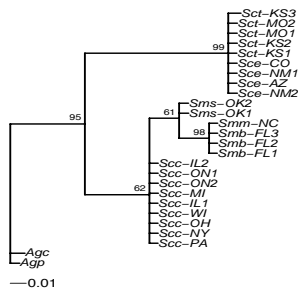 Sct-KS3
Sct-MO2
Sct-MO1
Sct-KS2
99
Sct-KS1
Sce-CO
Sce-NM1
Sce-AZ
Sce-NM2
Sms-OK2
61
Sms-OK1
95
Smm-NC
98
Smb-FL3
Smb-FL2
Smb-FL1
Scc-IL2
Scc-ON1
Scc-ON2
62
Scc-MI
Scc-IL1
Scc-WI
Scc-OH
Scc-NY
Scc-PA
Agc
Agp
0.01